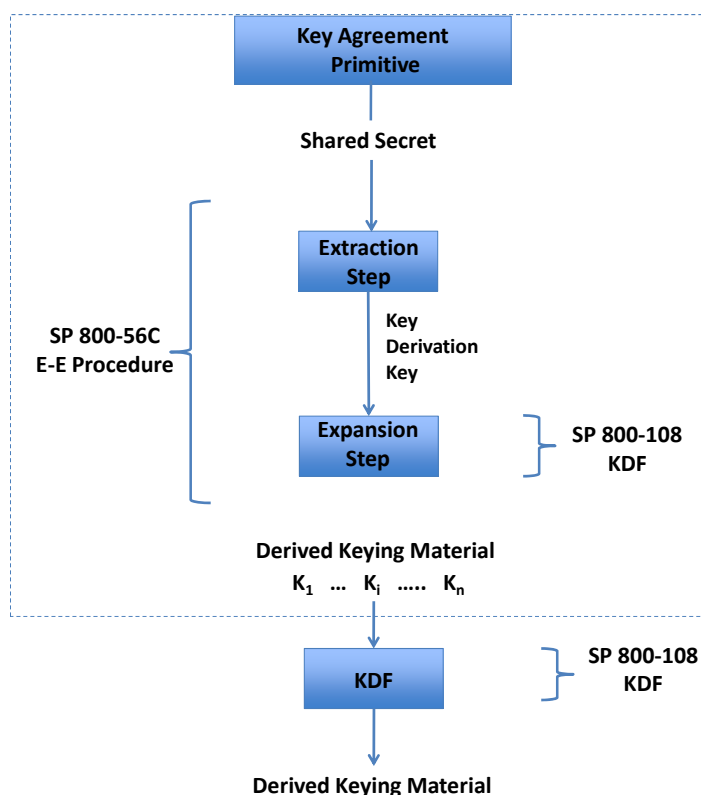 Key Agreement
Primitive
Shared Secret
Extraction
Step
Key
Derivation
Key
SP 800-56C
E-E Procedure
Expansion
Step
SP 800-108
KDF
Derived Keying Material
K₁ ... Kᵢ ..... Kₙ
KDF
SP 800-108
KDF
Derived Keying Material